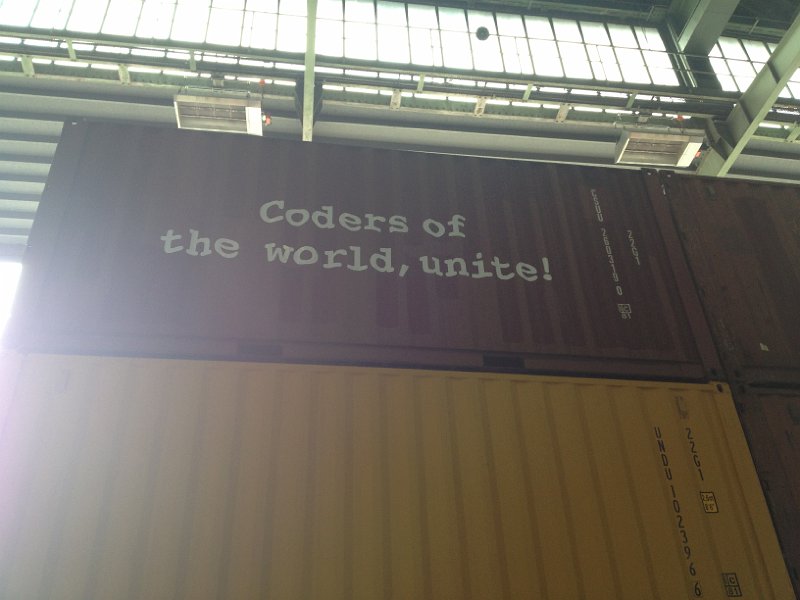 Coders of
the world, unite!
22G1
22G1
UNDU 102396 6